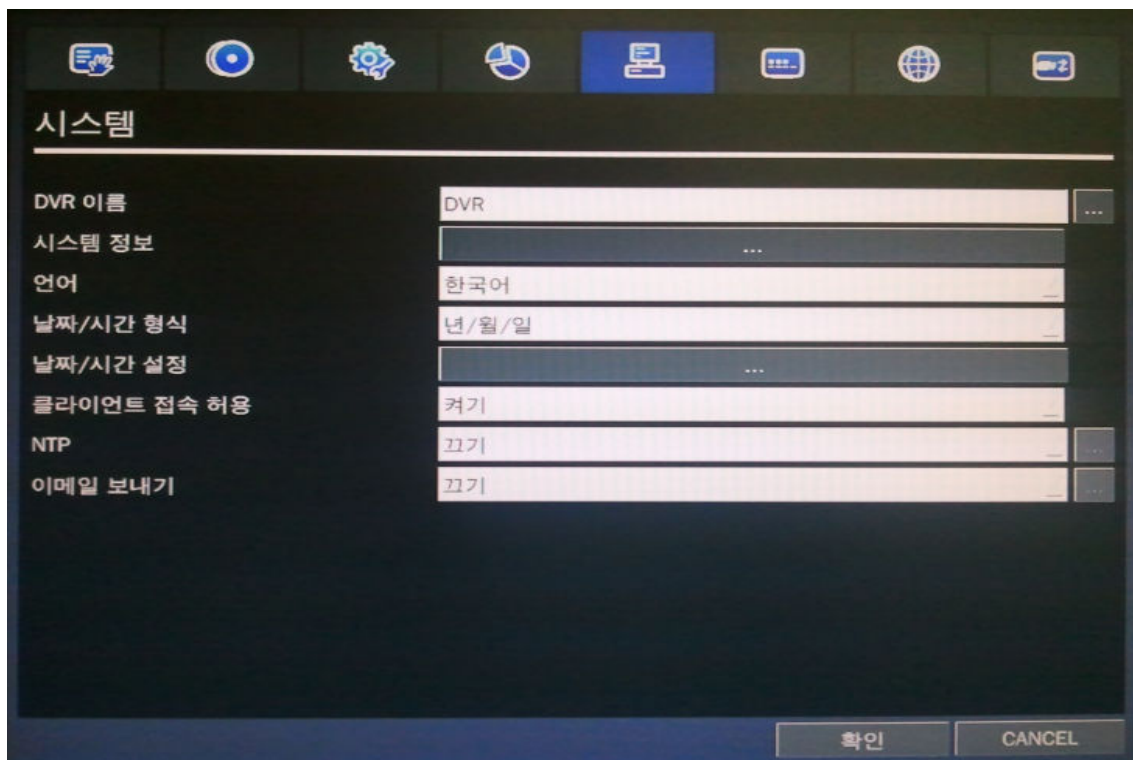 시스템
DVR 이름 DVR ...
시스템 정보 ...
언어 한국어
날짜/시간 형식 년/월/일
날짜/시간 설정 ...
클라이언트 접속 허용 켜기
NTP 끄기 ...
이메일 보내기 끄기 ...
확인 CANCEL